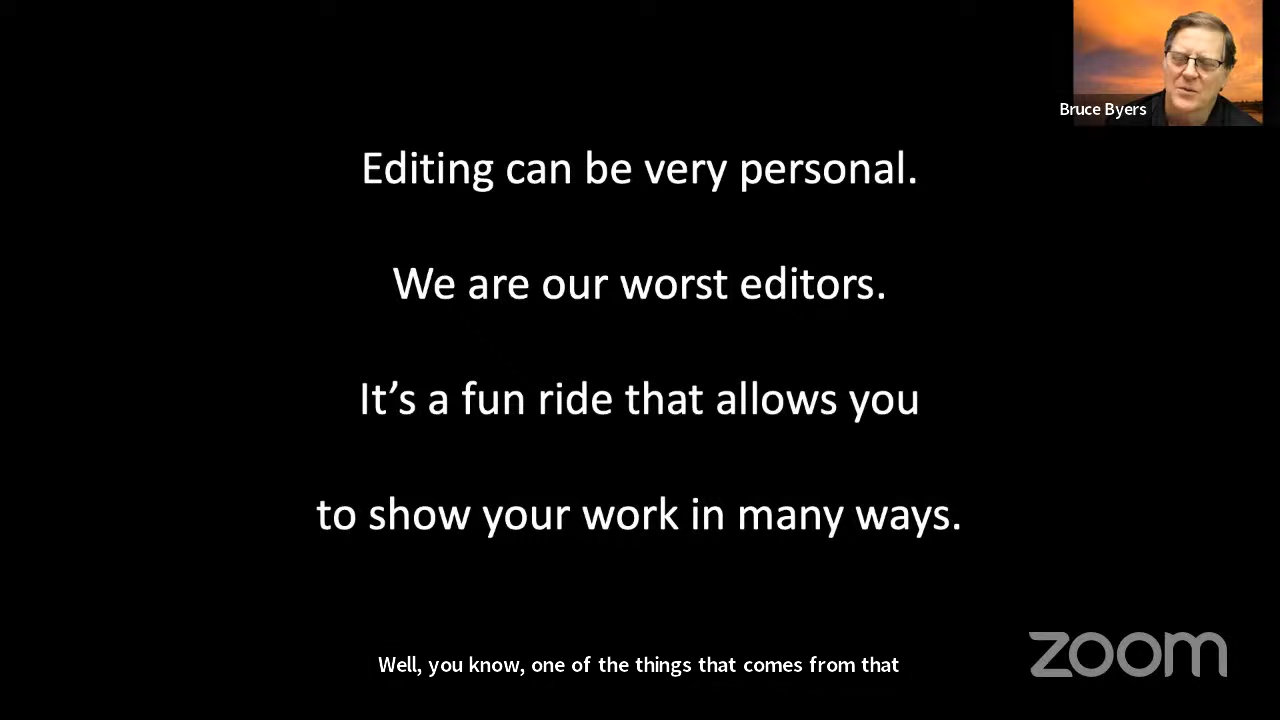 Bruce Byers
Editing can be very personal.
We are our worst editors.
It’s a fun ride that allows you
to show your work in many ways.
Well, you know, one of the things that comes from that
zoom